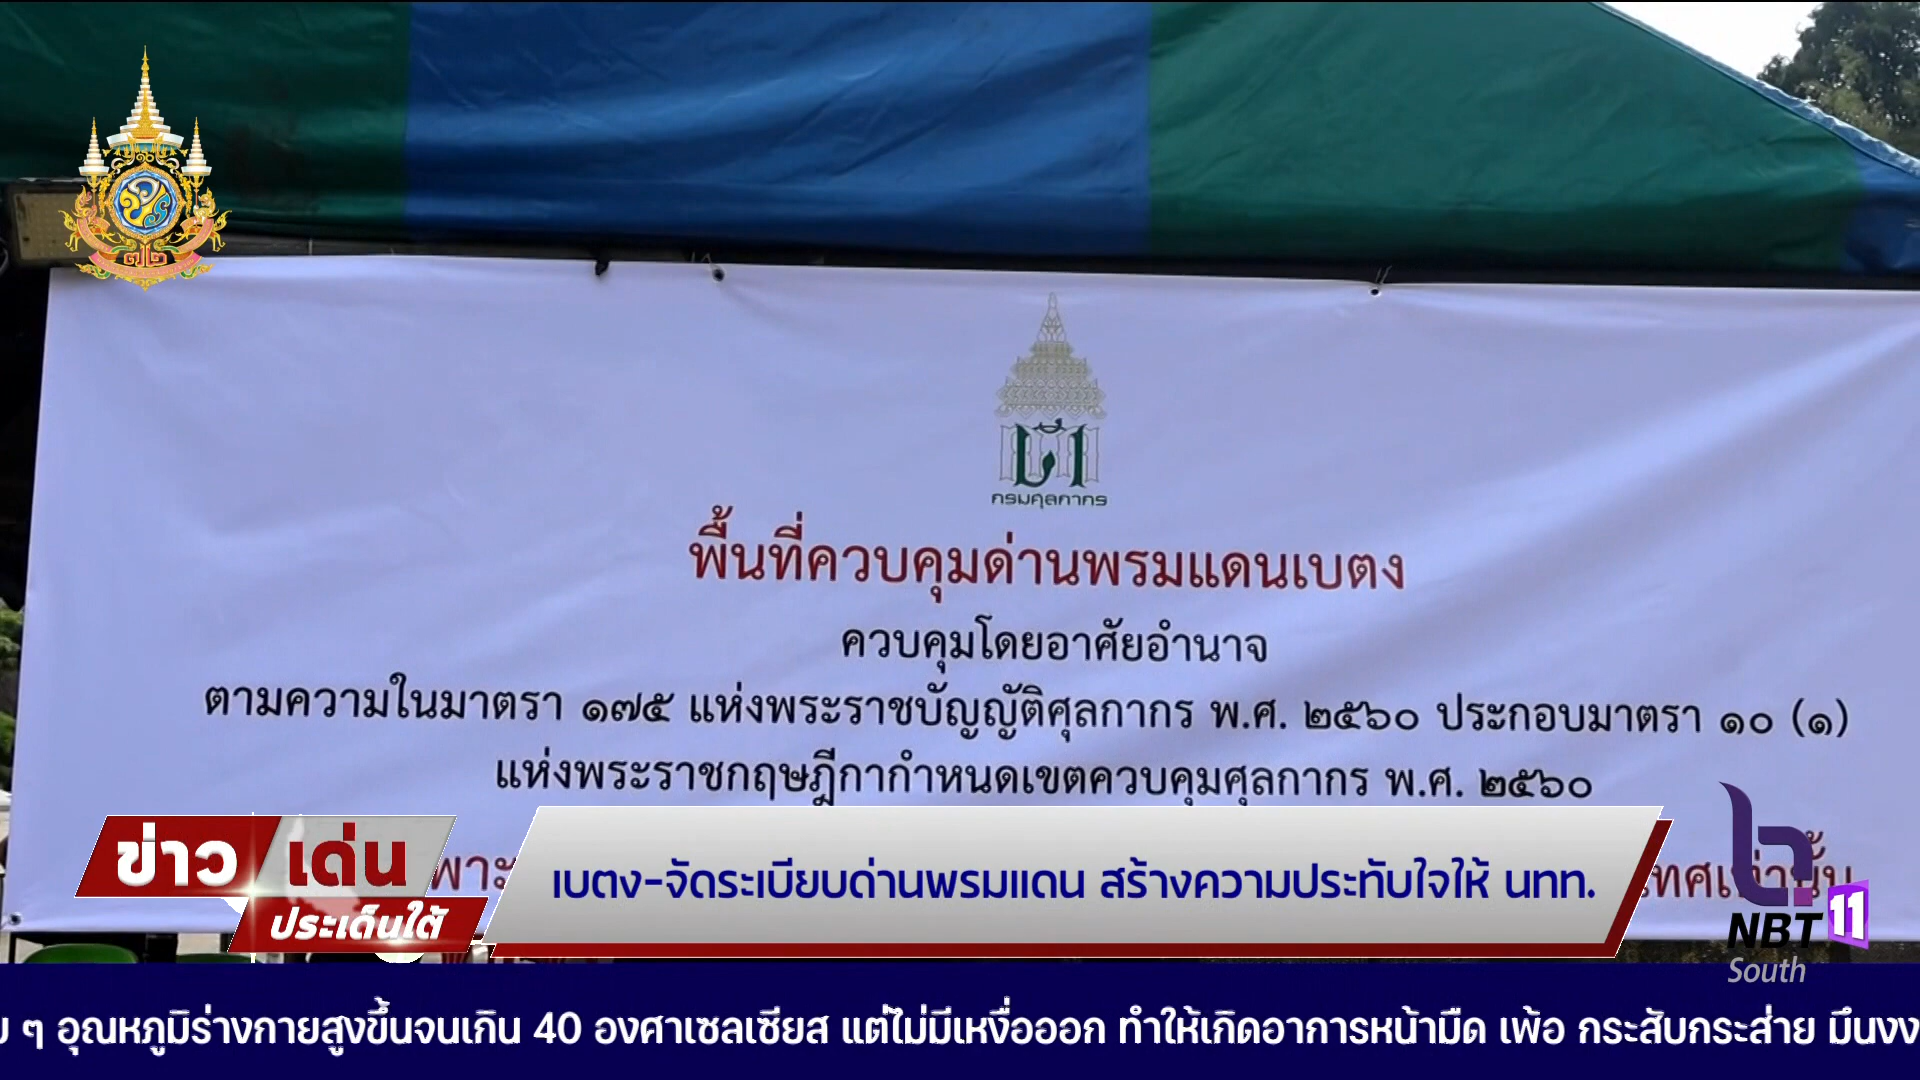 ๗๒
กรมศุลกากร
พื้นที่ควบคุมด่านพรมแดนเบตง
ควบคุมโดยอาศัยอำนาจ
ตามความในมาตรา ๑๗๕ แห่งพระราชบัญญัติศุลกากร พ.ศ. ๒๕๖๐ ประกอบมาตรา ๑๐ (๑)
แห่งพระราชกฤษฎีกากำหนดเขตควบคุมศุลกากร พ.ศ. ๒๕๖๐
เท่านั้น
ข่าวเด่น
ประเด็นใต้
เบตง-จัดระเบียบด่านพรมแดน สร้างความประทับใจให้ นทท.
NBT 11
South
ๆ อุณหภูมิร่างกายสูงขึ้นจนเกิน 40 องศาเซลเซียส แต่ไม่มีเหงื่อออก ทำให้เกิดอาการหน้ามืด เพ้อ กระสับกระส่าย มึนงง